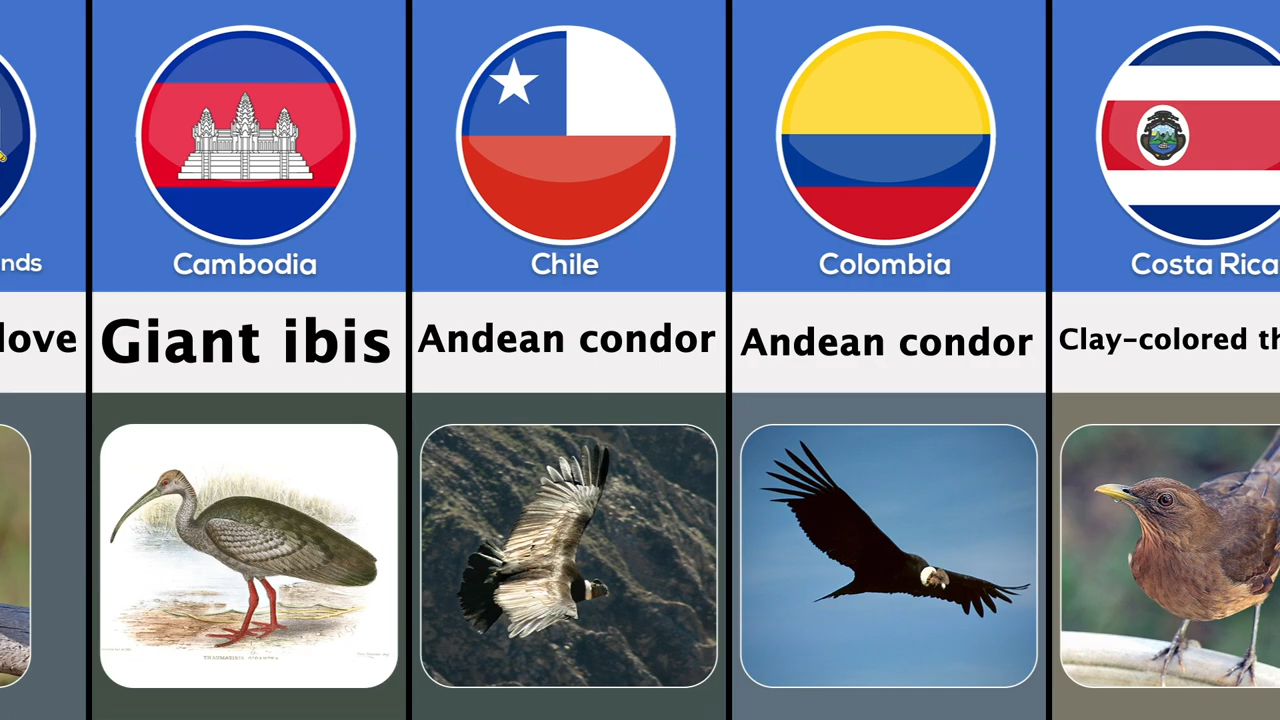 nds
Cambodia
Chile
Colombia
Costa Rica
love
Giant ibis
Andean condor
Andean condor
Clay-colored th